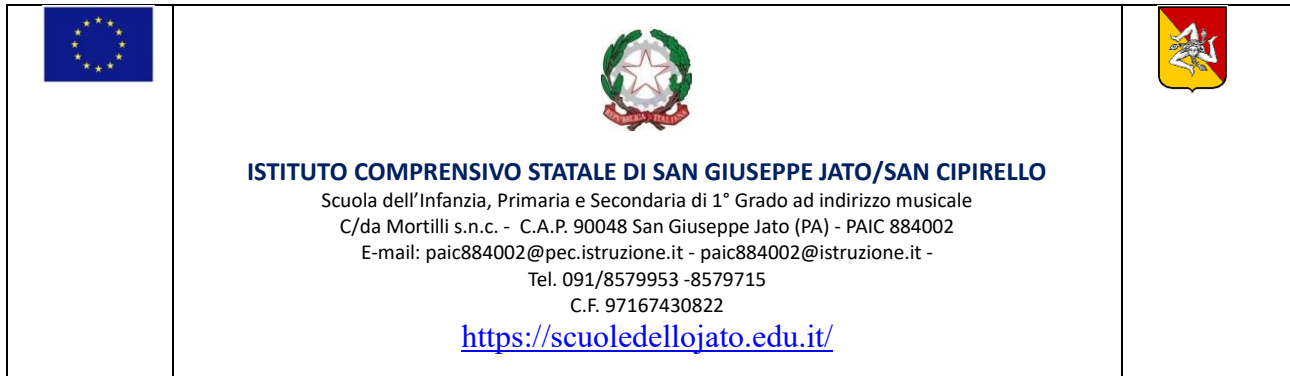 REPVBBLICA ITALIANA
ISTITUTO COMPRENSIVO STATALE DI SAN GIUSEPPE JATO/SAN CIPIRELLO
Scuola dell’Infanzia, Primaria e Secondaria di 1° Grado ad indirizzo musicale
C/da Mortilli s.n.c. - C.A.P. 90048 San Giuseppe Jato (PA) - PAIC 884002
E-mail: paic884002@pec.istruzione.it - paic884002@istruzione.it -
Tel. 091/8579953 -8579715
C.F. 97167430822
https://scuoledellojato.edu.it/